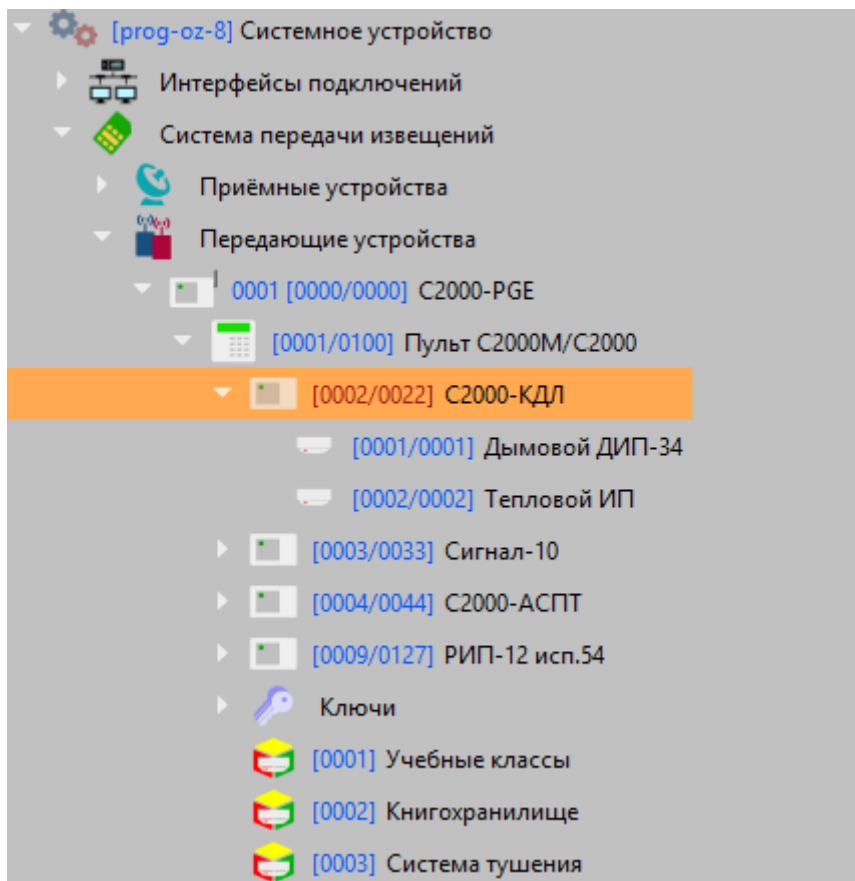 [prog-oz-8] Системное устройство
Интерфейсы подключений
Система передачи извещений
Приёмные устройства
Передающие устройства
0001 [0000/0000] С2000-PGE
[0001/0100] Пульт С2000М/С2000
[0002/0022] С2000-КДЛ
[0001/0001] Дымовой ДИП-34
[0002/0002] Тепловой ИП
[0003/0033] Сигнал-10
[0004/0044] С2000-АСПТ
[0009/0127] РИП-12 исп.54
Ключи
[0001] Учебные классы
[0002] Книгохранилище
[0003] Система тушения